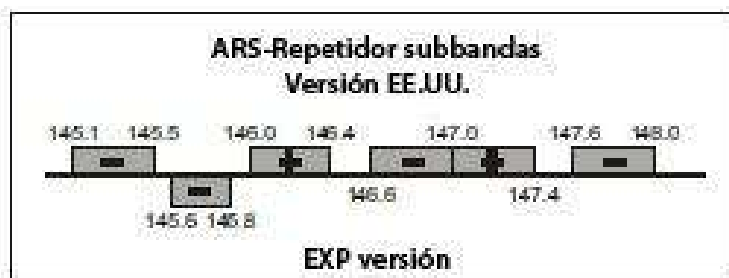 ARS-Repetidor subbandas
Versión EE.UU.
145.1 145.5 146.0 146.4 147.0 147.6 148.0
146.6 147.4
145.6 145.8
EXP versión